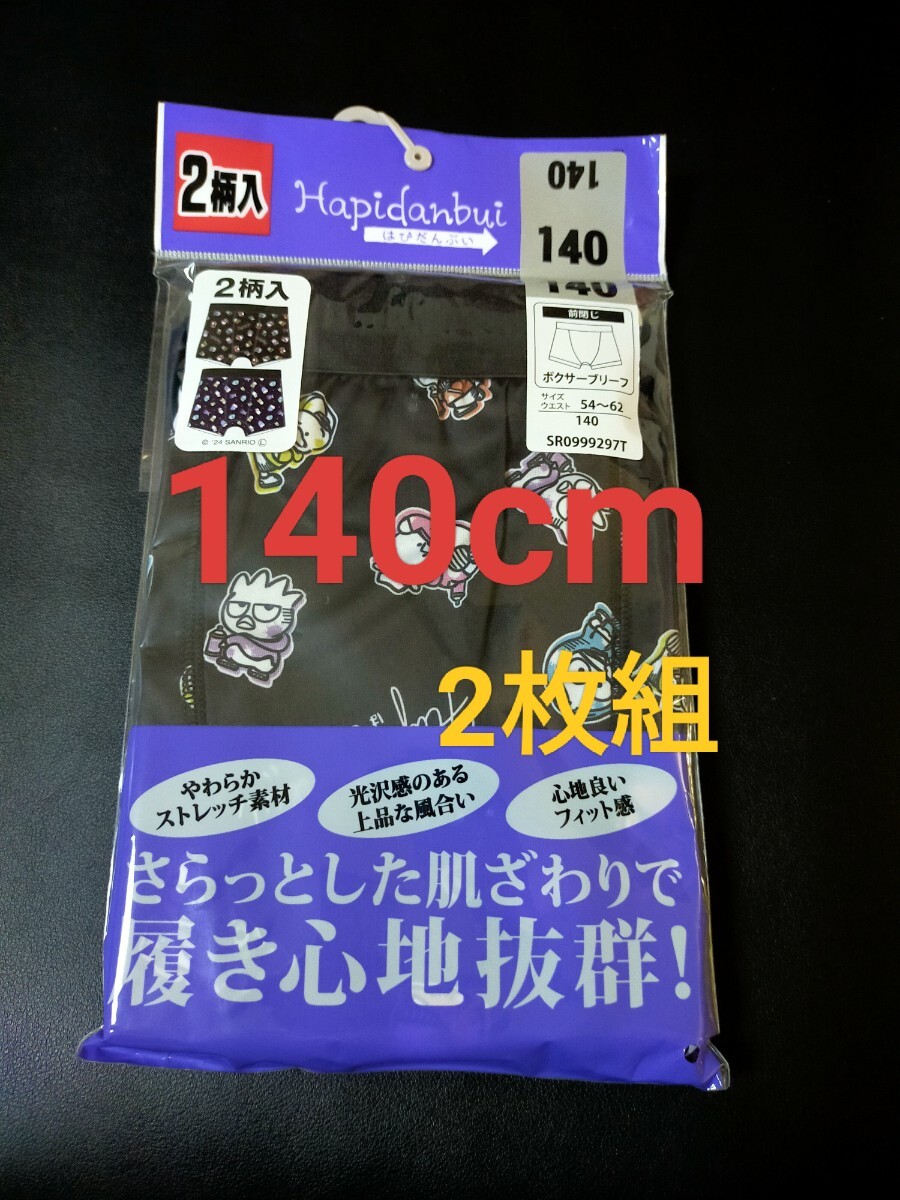 2柄入
Hapidanbui
はぴだんぶい
140
140
140
2柄入
© '24 SANRIO Ⓛ
前閉じ
ボクサーブリーフ
サイズ
ウエスト 54〜62
140
SR0999297T
140cm
2枚組
やわらか
ストレッチ素材
光沢感のある
上品な風合い
心地良い
フィット感
さらっとした肌ざわりで
履き心地抜群!